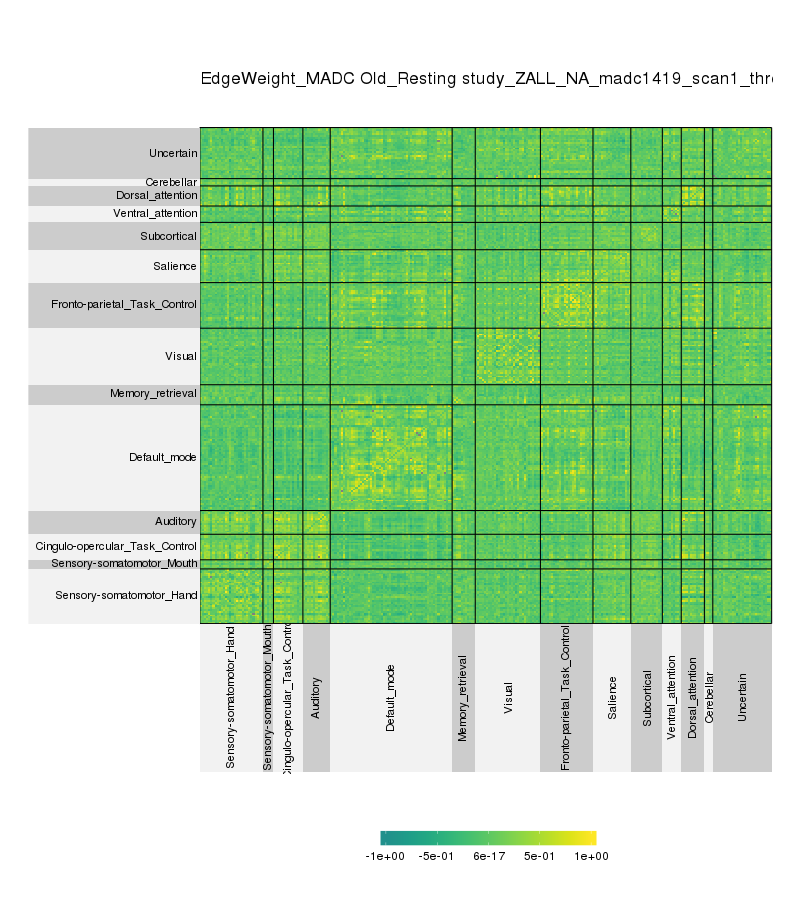 EdgeWeight_MADC Old_Resting study_ZALL_NA_madc1419_scan1_thr
Uncertain
Cerebellar
Dorsal_attention
Ventral_attention
Subcortical
Salience
Fronto-parietal_Task_Control
Visual
Memory_retrieval
Default_mode
Auditory
Cingulo-opercular_Task_Control
Sensory-somatomotor_Mouth
Sensory-somatomotor_Hand
Sensory-somatomotor_Hand
Sensory-somatomotor_Mouth
Cingulo-opercular_Task_Control
Auditory
Default_mode
Memory_retrieval
Visual
Fronto-parietal_Task_Control
Salience
Subcortical
Ventral_attention
Dorsal_attention
Cerebellar
Uncertain
-1e+00 -5e-01 6e-17 5e-01 1e+00